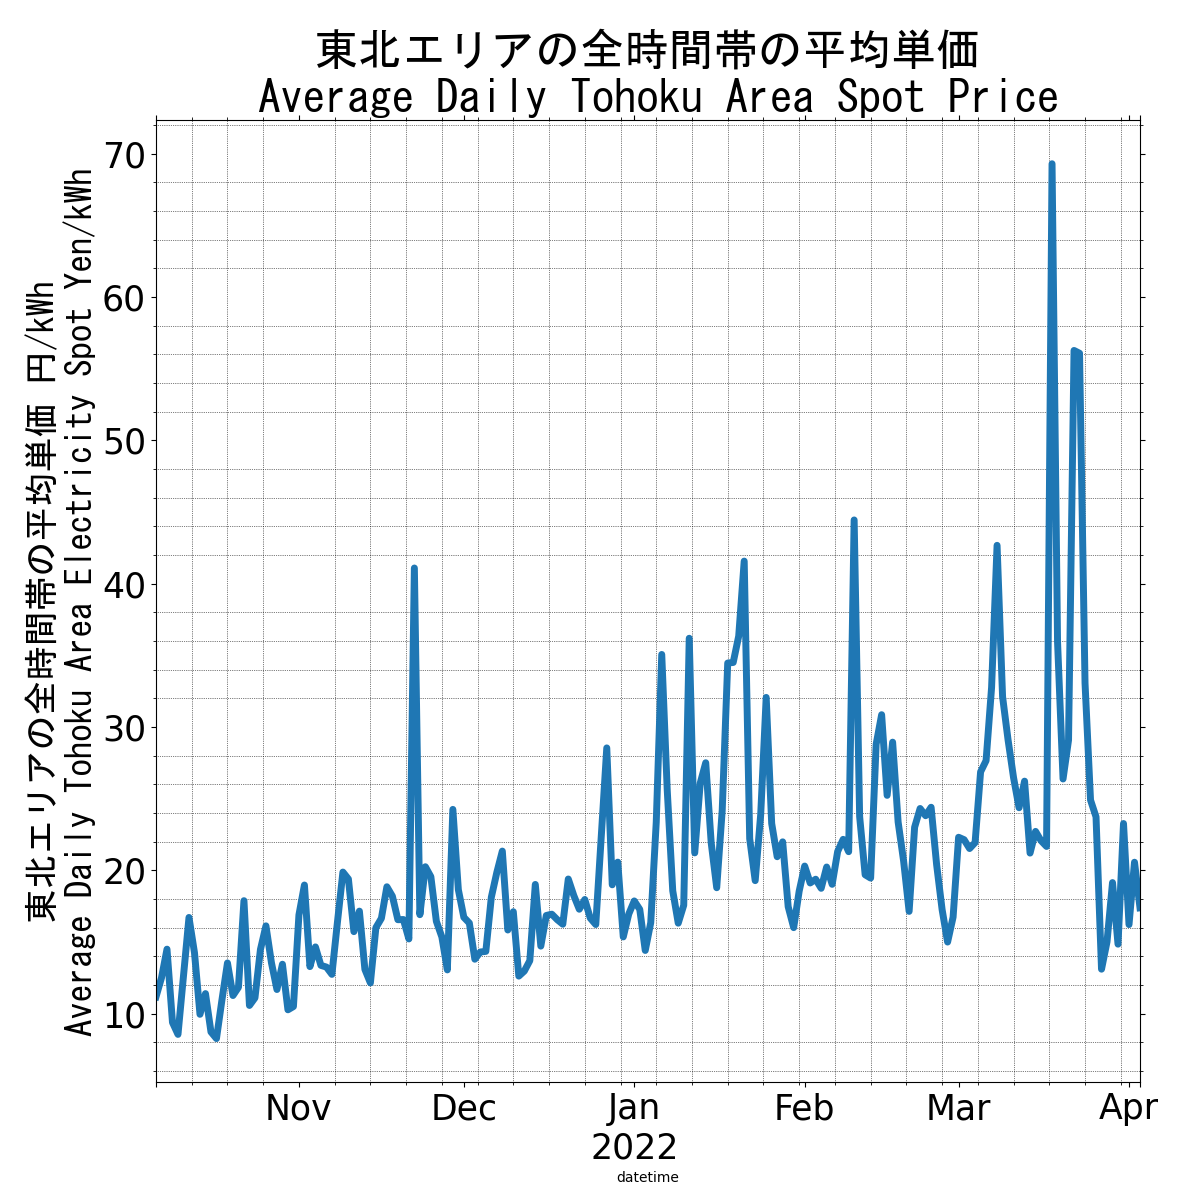 東北エリアの全時間帯の平均単価
Average Daily Tohoku Area Spot Price
東北エリアの全時間帯の平均単価 円/kWh
Average Daily Tohoku Area Electricity Spot Yen/kWh
70
60
50
40
30
20
10
Nov
Dec
Jan
Feb
Mar
Apr
2022
datetime